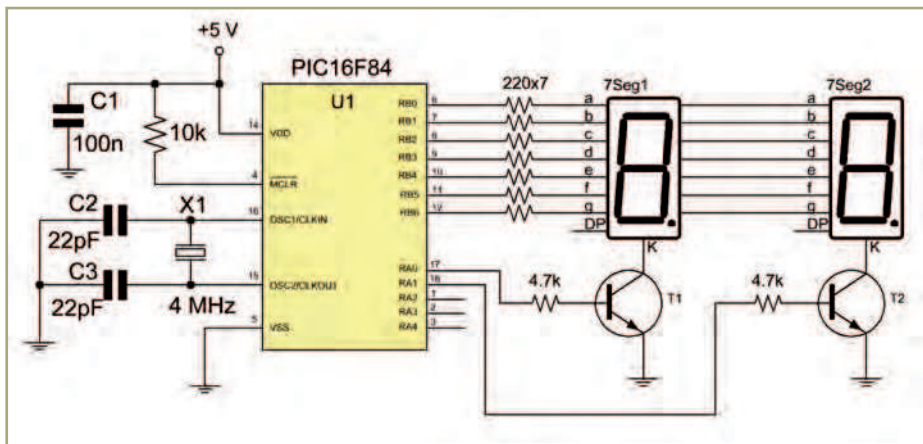 +5 V
PIC16F84
U1
C1
100n
10k
14
VDD
4
MCLR
C2
22pF
X1
16
OSC1/CLKIN
C3
22pF
4 MHz
15
OSC2/CLKOUT
5
VSS
RB0
6
RB1
7
RB2
8
RB3
9
RB4
10
RB5
11
RB6
12
RA0
17
RA1
18
RA2
1
RA3
2
RA4
3
220x7
7Seg1
a
b
c
d
e
f
g
DP
K
4.7k
T1
7Seg2
a
b
c
d
e
f
g
DP
K
4.7k
T2